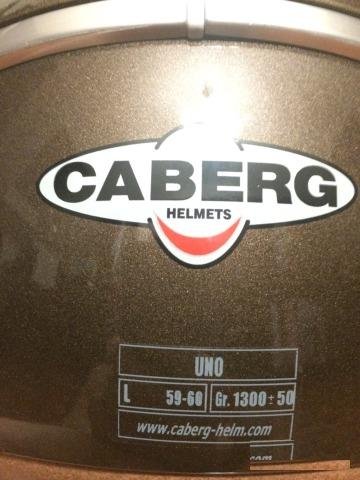 CABERG
HELMETS
UNO
L 59-60 Gr. 1300 ± 50
www.caberg-helm.com